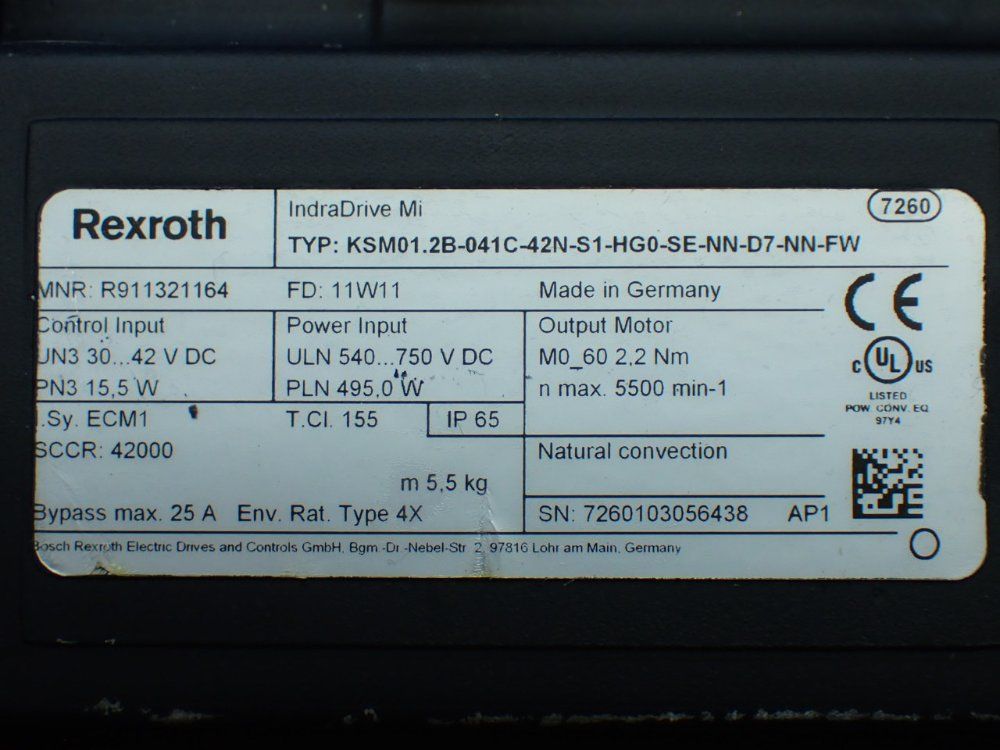 Rexroth
IndraDrive Mi
7260
TYP: KSM01.2B-041C-42N-S1-HG0-SE-NN-D7-NN-FW
MNR: R911321164 FD: 11W11 Made in Germany
CE
Control Input Power Input Output Motor
UN3 30...42 V DC ULN 540...750 V DC M0_60 2,2 Nm
C UL US
PN3 15,5 W PLN 495,0 W n max. 5500 min-1
LISTED
POW. CONV. EQ
97Y4
I.Sy. ECM1 T.Cl. 155 IP 65
SCCR: 42000 Natural convection
m 5,5 kg
Bypass max. 25 A Env. Rat. Type 4X SN: 7260103056438 AP1
Bosch Rexroth Electric Drives and Controls GmbH, Bgm.-Dr.-Nebel-Str. 2, 97816 Lohr am Main, Germany